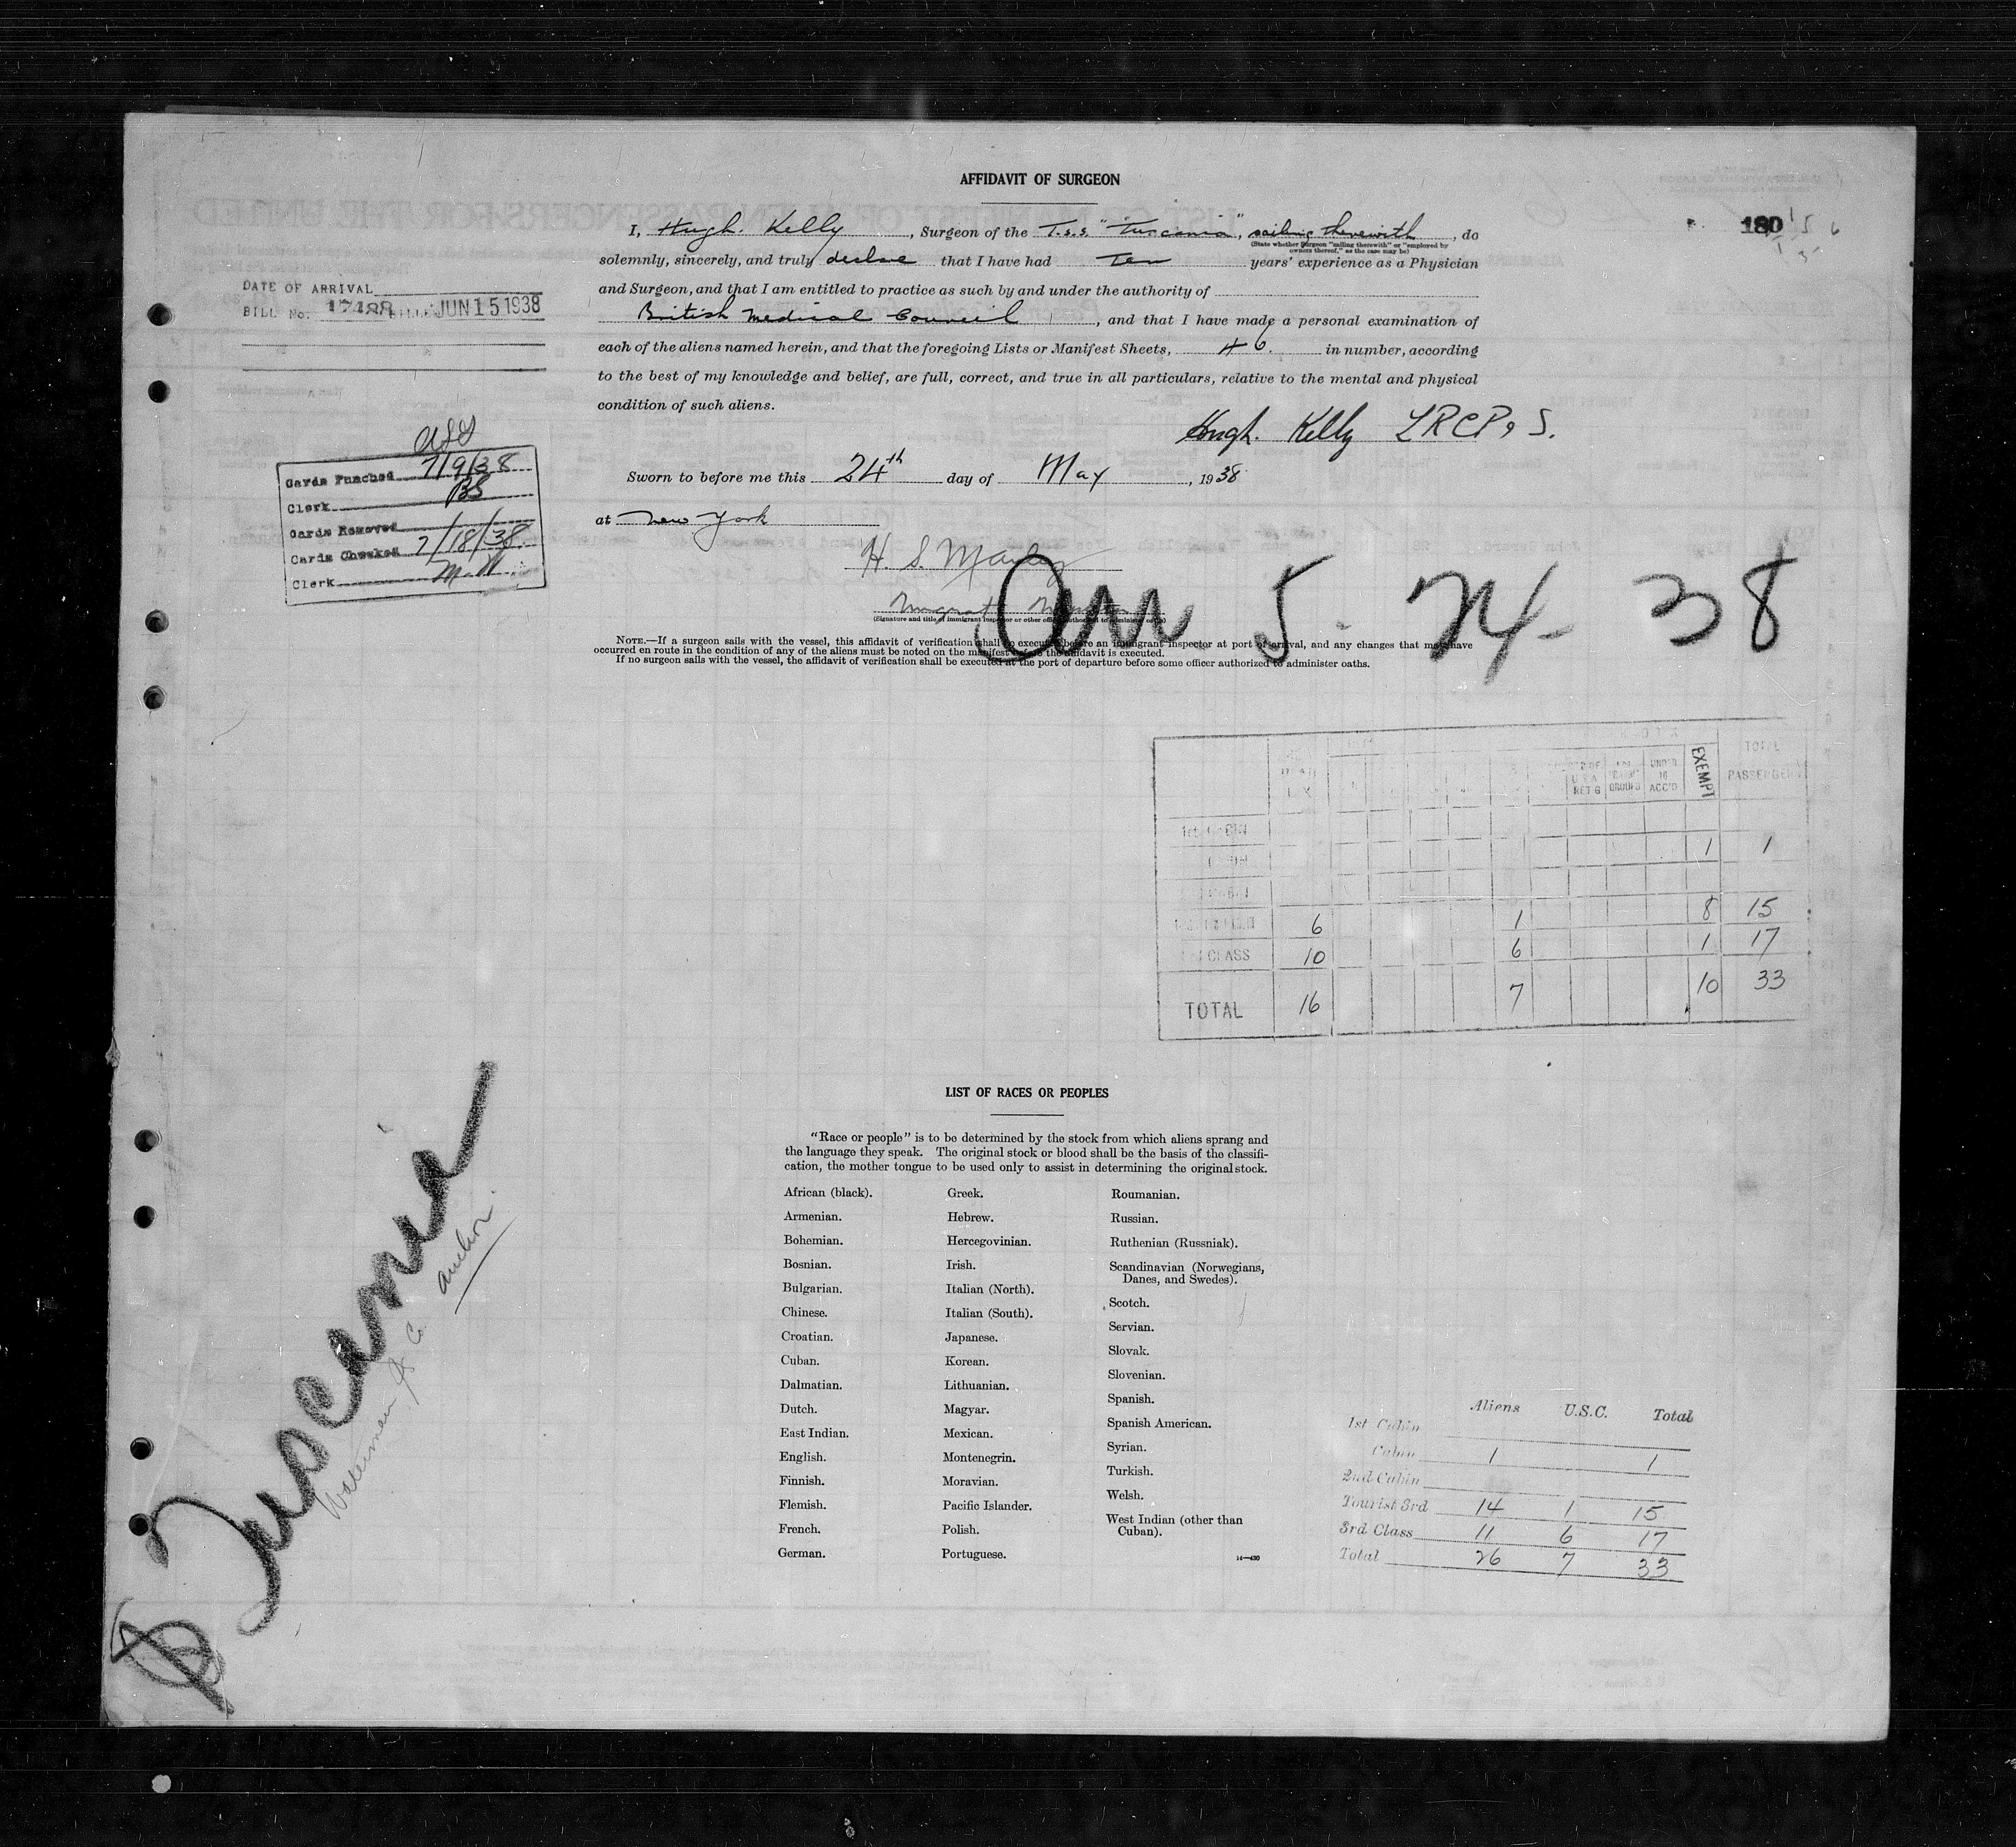 AFFIDAVIT OF SURGEON
I, Hugh. Kelly, Surgeon of the T.s.s. "Tuscania", sailing therewith, do
(State whether Surgeon "sailing therewith" or "employed by
owners thereof," as the case may be)
solemnly, sincerely, and truly declare that I have had Ten years' experience as a Physician
and Surgeon, and that I am entitled to practice as such by and under the authority of
British Medical Council, and that I have made a personal examination of
each of the aliens named herein, and that the foregoing Lists or Manifest Sheets, 46. in number, according
to the best of my knowledge and belief, are full, correct, and true in all particulars, relative to the mental and physical
condition of such aliens.
Hugh. Kelly LRCP, S.
Sworn to before me this 24th day of May, 1938
at New York
H. S.
(Signature and title of immigrant inspector or other officer authorized to administer oaths)
NOTE.—If a surgeon sails with the vessel, this affidavit of verification shall be executed before an immigrant inspector at port of arrival, and any changes that may have
occurred en route in the condition of any of the aliens must be noted on the manifest before the affidavit is executed.
If no surgeon sails with the vessel, the affidavit of verification shall be executed at the port of departure before some officer authorized to administer oaths.
180
DATE OF ARRIVAL
BILL No. 17488 JUN 15 1938
Cards Punched 7/9/38
Clerk BS
Cards Removed
Cards Checked 7/18/38
Clerk M.W.
Arr 5-24-38
UNDER
16
ACC'D
EXEMPT
TOTAL
PASSENGERS
1 1
6 1 8 15
CLASS 10 6 1 17
TOTAL 16 7 10 33
Tuscania
Anchor
LIST OF RACES OR PEOPLES
"Race or people" is to be determined by the stock from which aliens sprang and
the language they speak. The original stock or blood shall be the basis of the classifi-
cation, the mother tongue to be used only to assist in determining the original stock.
African (black).
Armenian.
Bohemian.
Bosnian.
Bulgarian.
Chinese.
Croatian.
Cuban.
Dalmatian.
Dutch.
East Indian.
English.
Finnish.
Flemish.
French.
German.
Greek.
Hebrew.
Hercegovinian.
Irish.
Italian (North).
Italian (South).
Japanese.
Korean.
Lithuanian.
Magyar.
Mexican.
Montenegrin.
Moravian.
Pacific Islander.
Polish.
Portuguese.
Roumanian.
Russian.
Ruthenian (Russniak).
Scandinavian (Norwegians,
Danes, and Swedes).
Scotch.
Servian.
Slovak.
Slovenian.
Spanish.
Spanish American.
Syrian.
Turkish.
Welsh.
West Indian (other than
Cuban).
14—430
Aliens U.S.C. Total
1st Cabin
Cabin 1 1
2nd Cabin
Tourist 3rd 14 1 15
3rd Class 11 6 17
Total 26 7 33